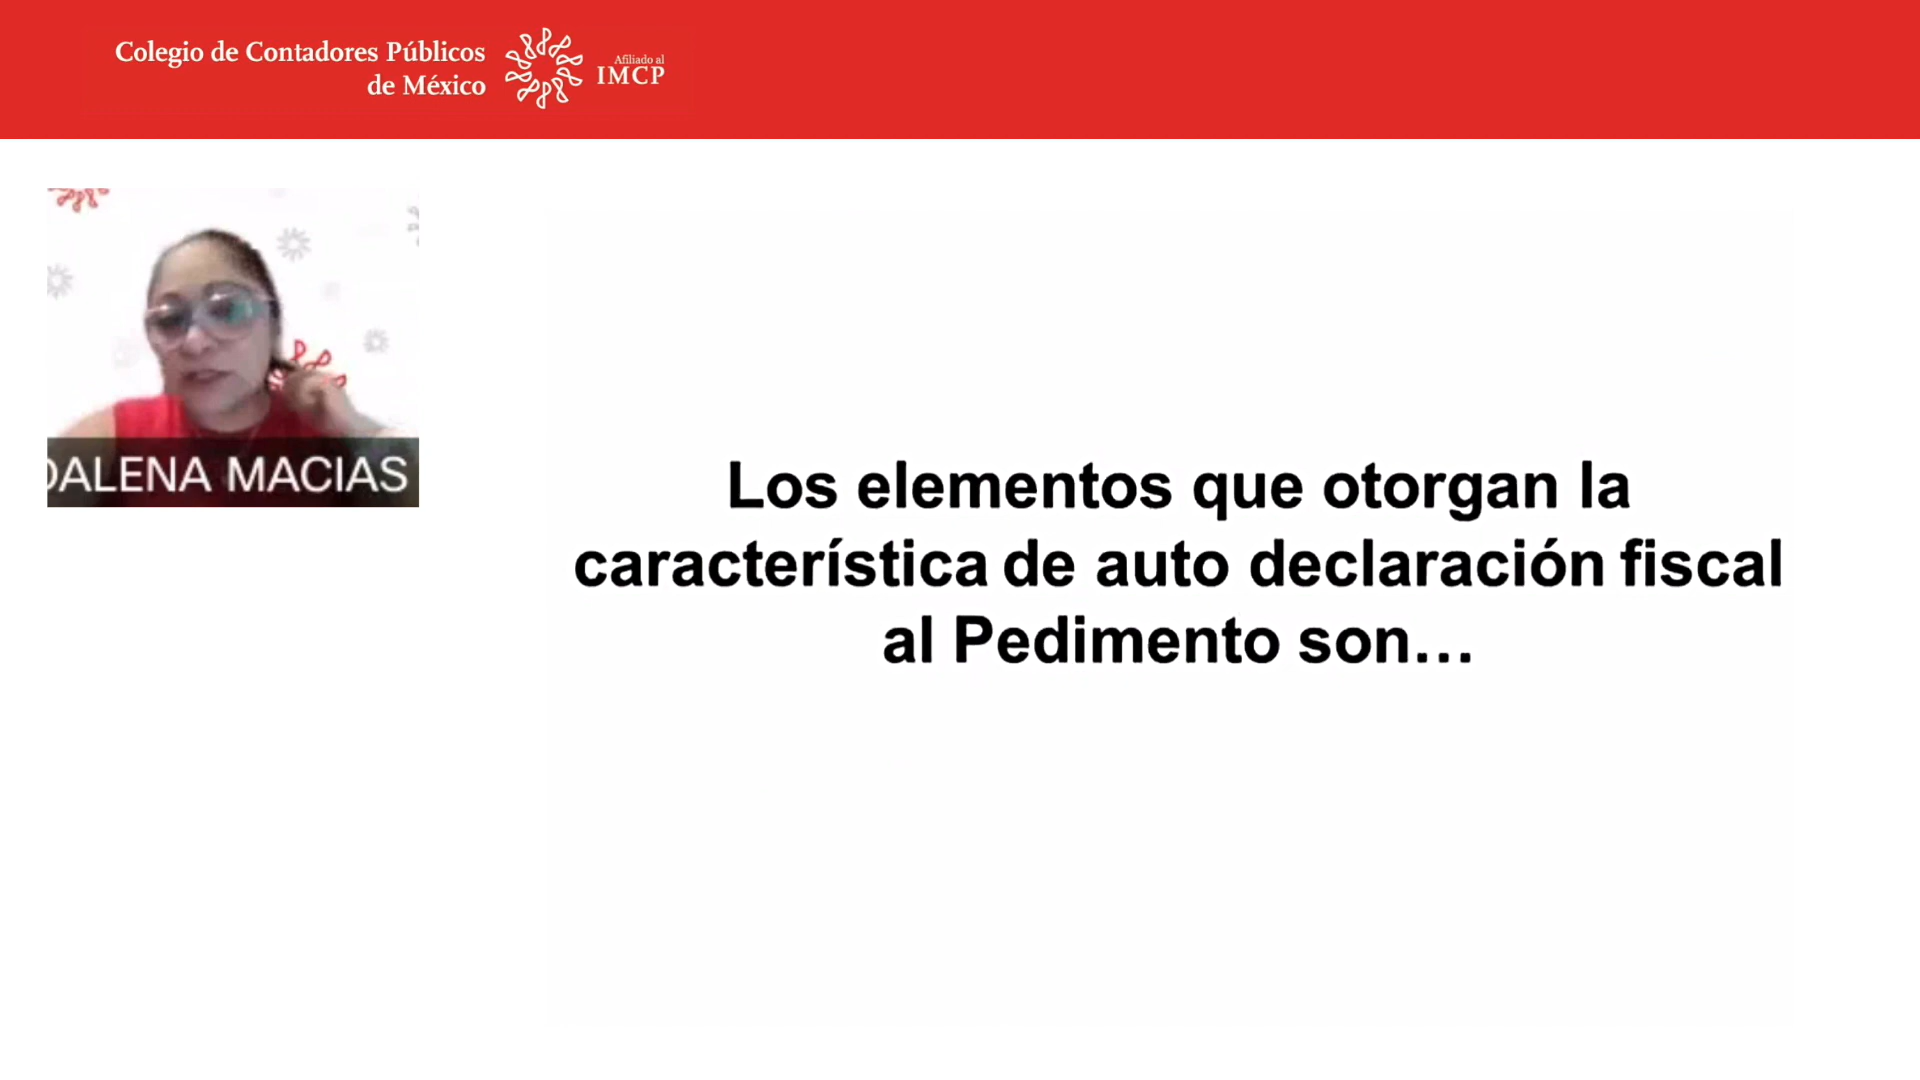 Colegio de Contadores Públicos
de México
Afiliado al
IMCP
DALENA MACIAS
Los elementos que otorgan la
característica de auto declaración fiscal
al Pedimento son…